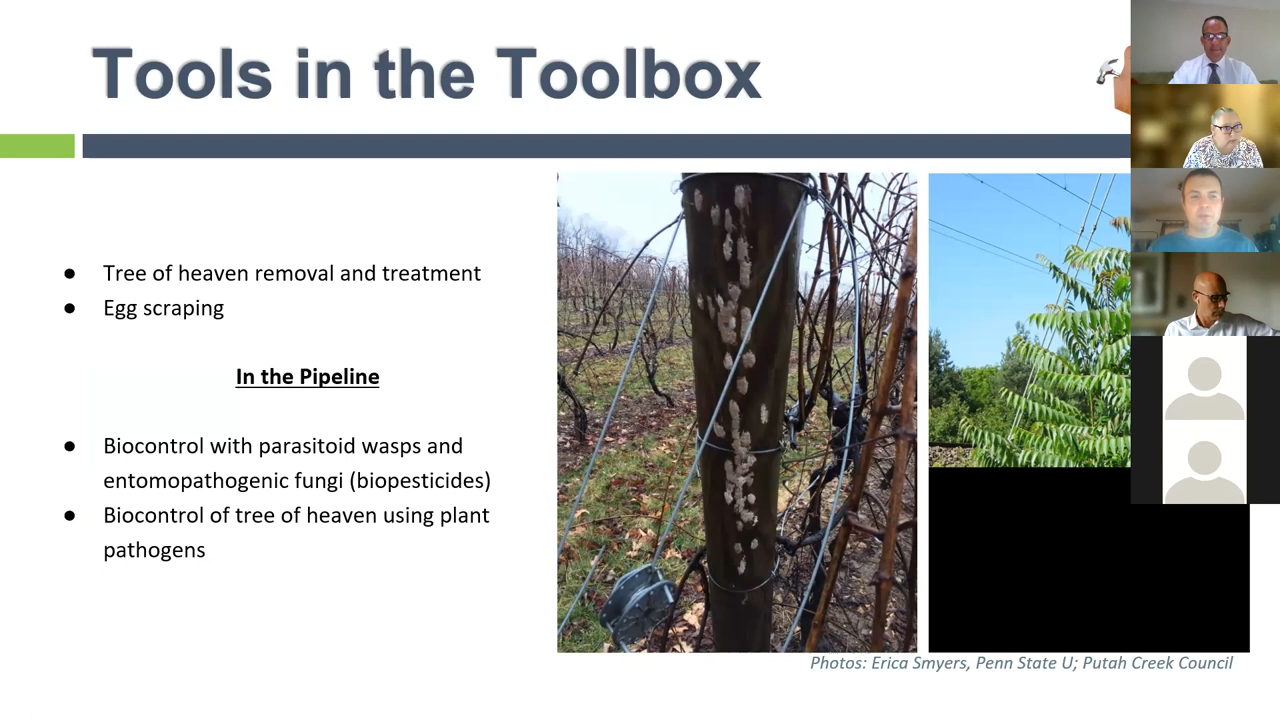 Tools in the Toolbox
● Tree of heaven removal and treatment
● Egg scraping
In the Pipeline
● Biocontrol with parasitoid wasps and
entomopathogenic fungi (biopesticides)
● Biocontrol of tree of heaven using plant
pathogens
Photos: Erica Smyers, Penn State U; Putah Creek Council